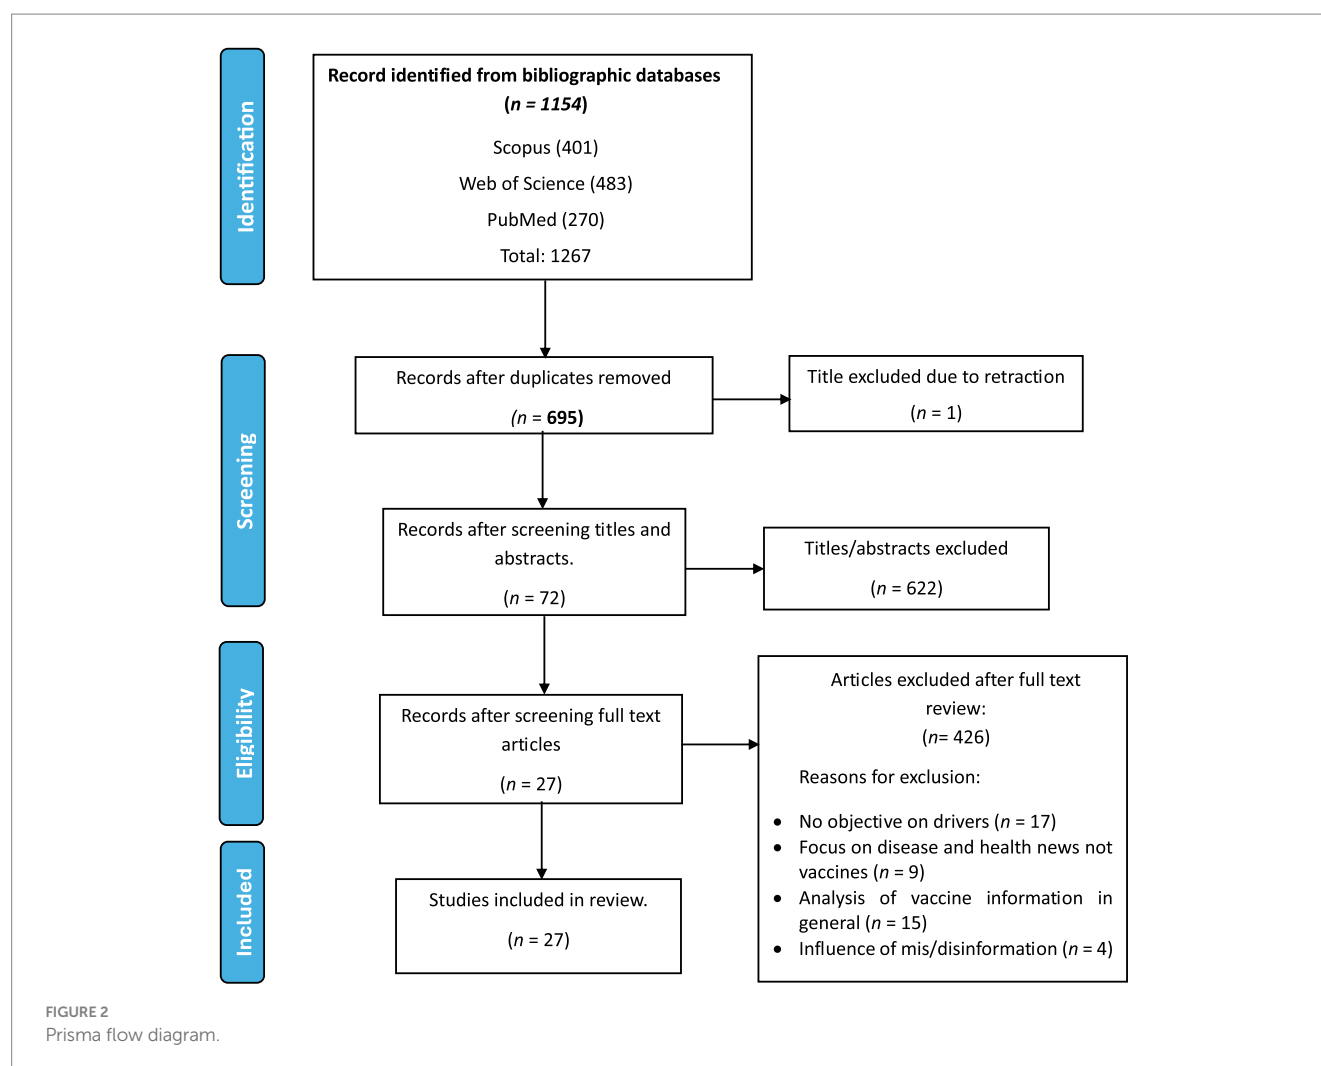 Identification
Record identified from bibliographic databases
(n = 1154)
Scopus (401)
Web of Science (483)
PubMed (270)
Total: 1267
Screening
Records after duplicates removed
(n = 695)
Title excluded due to retraction
(n = 1)
Records after screening titles and
abstracts.
(n = 72)
Titles/abstracts excluded
(n = 622)
Eligibility
Records after screening full text
articles
(n = 27)
Articles excluded after full text
review:
(n= 426)
Reasons for exclusion:
• No objective on drivers (n = 17)
• Focus on disease and health news not
vaccines (n = 9)
• Analysis of vaccine information in
general (n = 15)
• Influence of mis/disinformation (n = 4)
Included
Studies included in review.
(n = 27)
FIGURE 2
Prisma flow diagram.